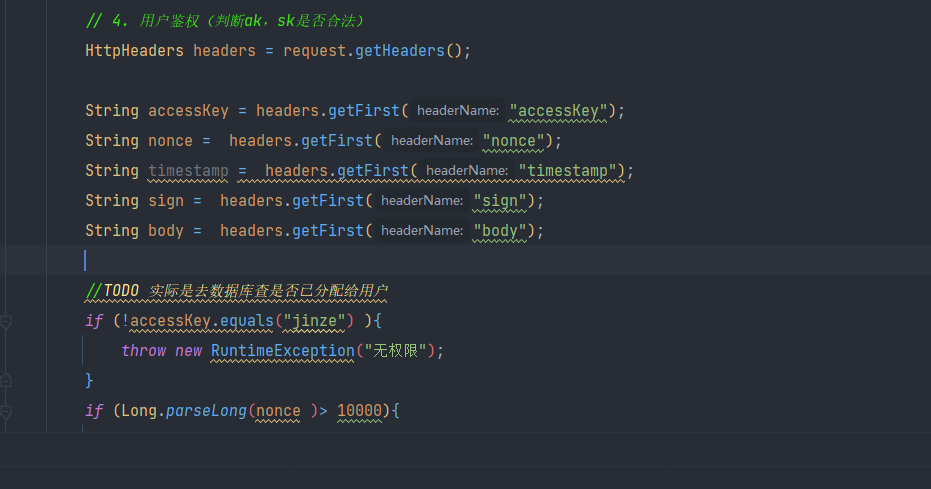 // 4. 用户鉴权（判断ak，sk是否合法）
HttpHeaders headers = request.getHeaders();
String accessKey = headers.getFirst( headerName: "accessKey");
String nonce =  headers.getFirst( headerName: "nonce");
String timestamp =  headers.getFirst( headerName: "timestamp");
String sign =  headers.getFirst( headerName: "sign");
String body =  headers.getFirst( headerName: "body");
//TODO 实际是去数据库查是否已分配给用户
if (!accessKey.equals("jinze") ){
throw new RuntimeException("无权限");
}
if (Long.parseLong(nonce )> 10000){